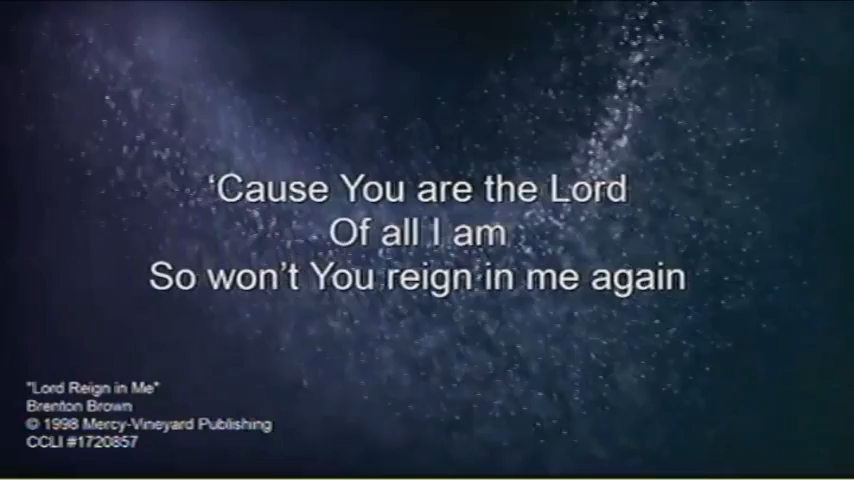 ‘Cause You are the Lord
Of all I am
So won’t You reign in me again
"Lord Reign in Me"
Brenton Brown
© 1998 Mercy-Vineyard Publishing
CCLI #1720857